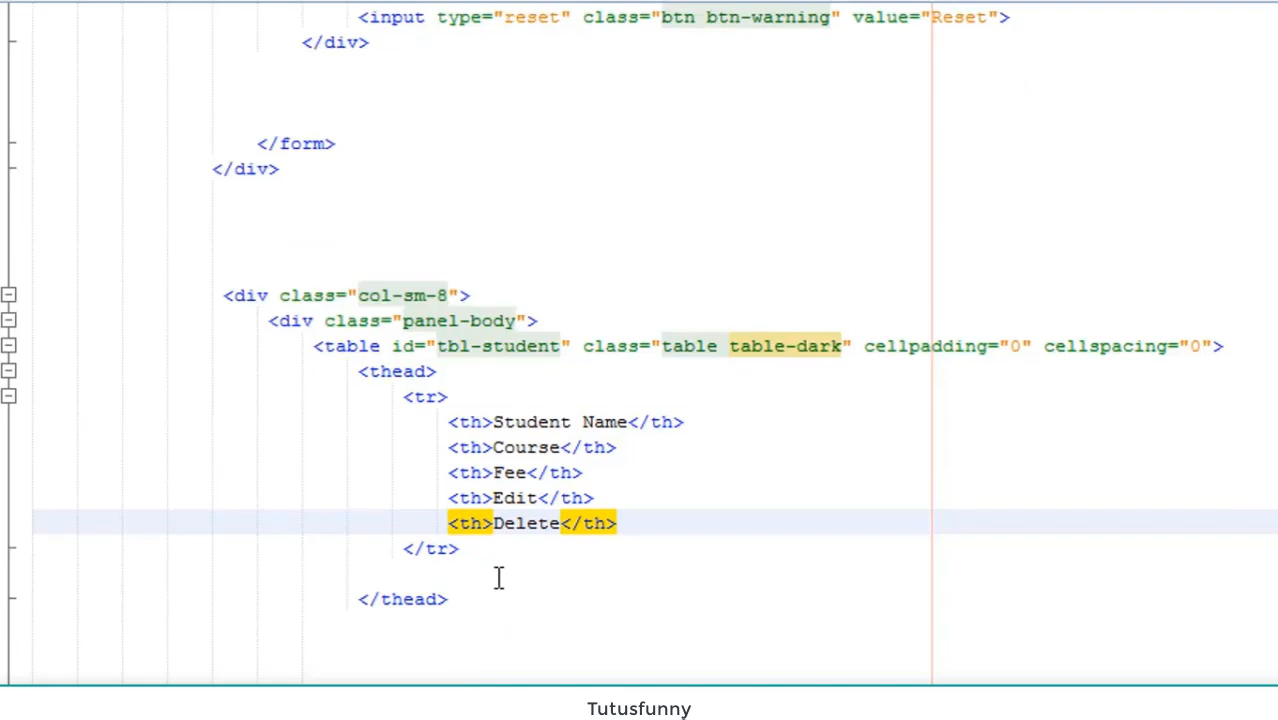 <input type="reset" class="btn btn-warning" value="Reset">
</div>
</form>
</div>
<div class="col-sm-8">
<div class="panel-body">
<table id="tbl-student" class="table table-dark" cellpadding="0" cellspacing="0">
<thead>
<tr>
<th>Student Name</th>
<th>Course</th>
<th>Fee</th>
<th>Edit</th>
<th>Delete</th>
</tr>
</thead>
Tutusfunny